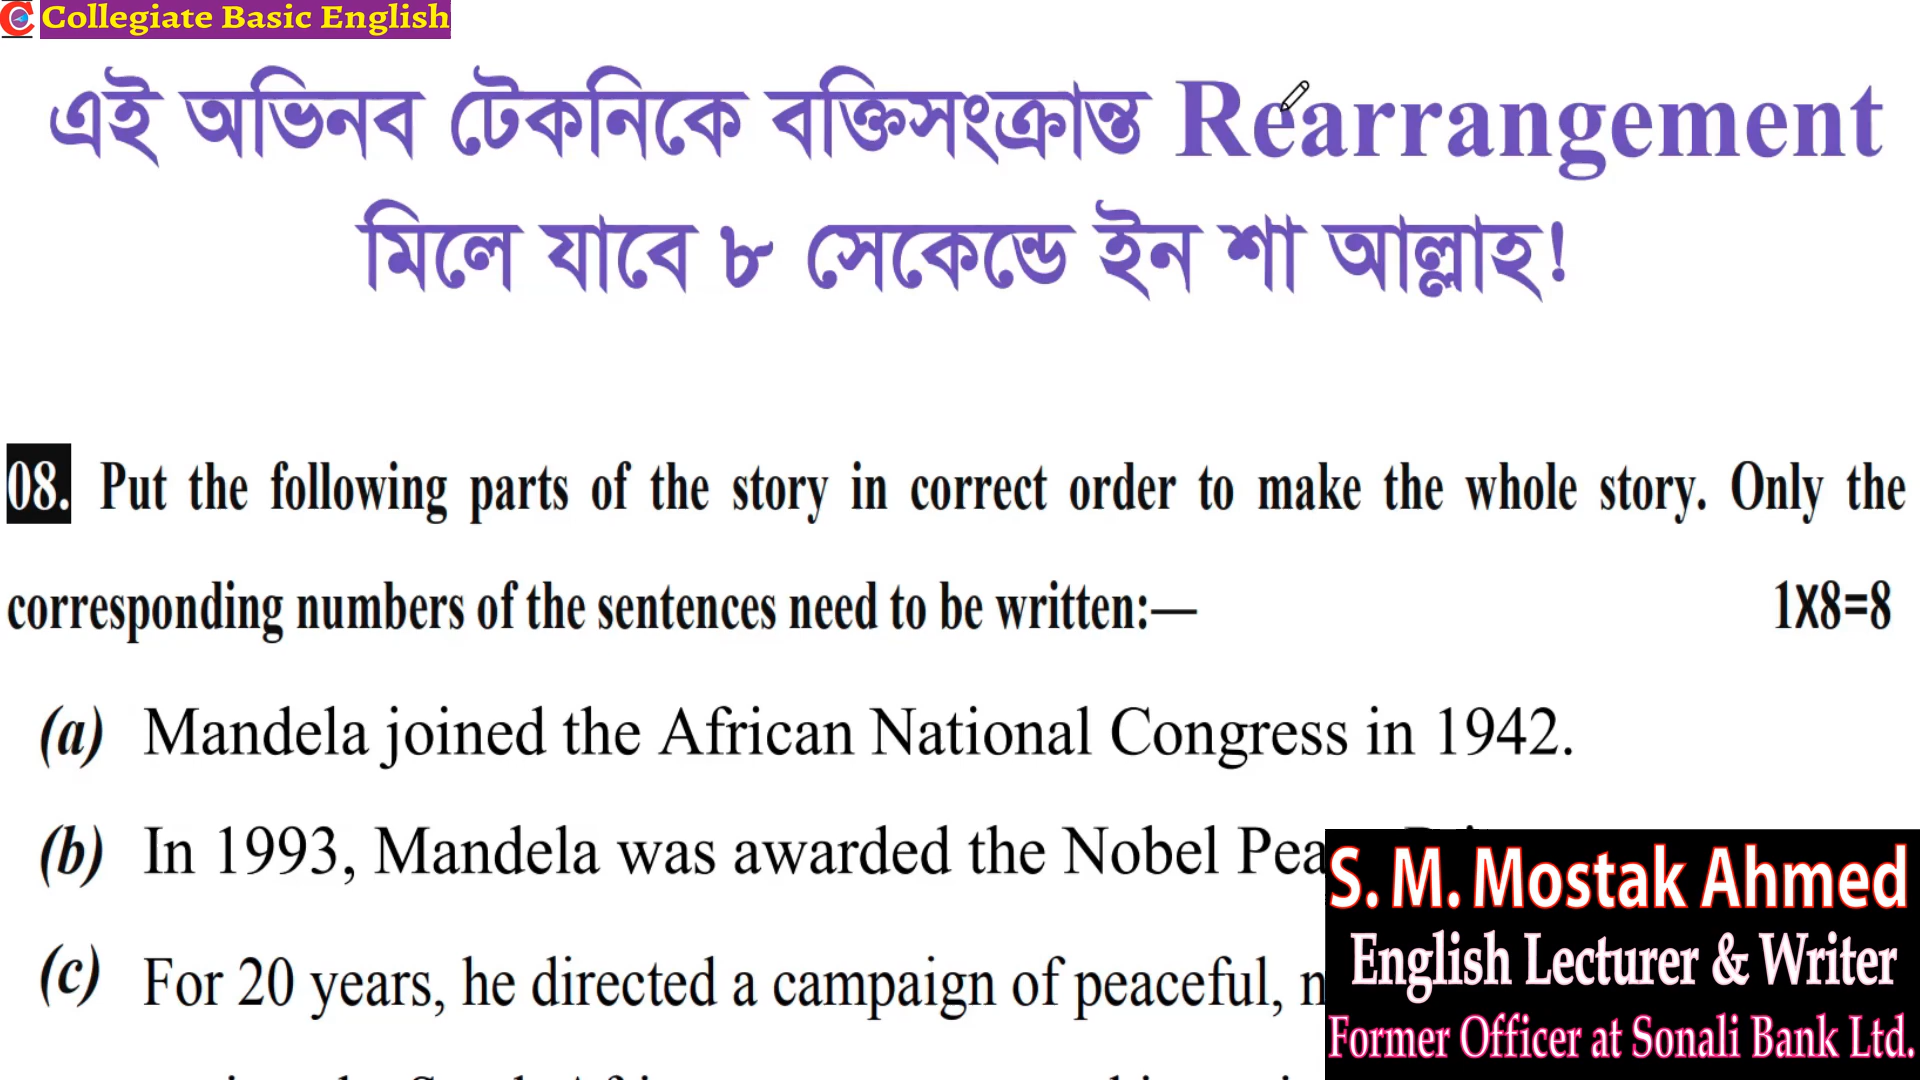 Collegiate Basic English
এই অভিনব টেকনিকে বক্তিসংক্রান্ত Rearrangement
মিলে যাবে ৮ সেকেন্ডে ইন শা আল্লাহ!
08. Put the following parts of the story in correct order to make the whole story. Only the
corresponding numbers of the sentences need to be written:— 1X8=8
(a) Mandela joined the African National Congress in 1942.
(b) In 1993, Mandela was awarded the Nobel
(c) For 20 years, he directed a campaign of peaceful,
S. M. Mostak Ahmed
English Lecturer & Writer
Former Officer at Sonali Bank Ltd.